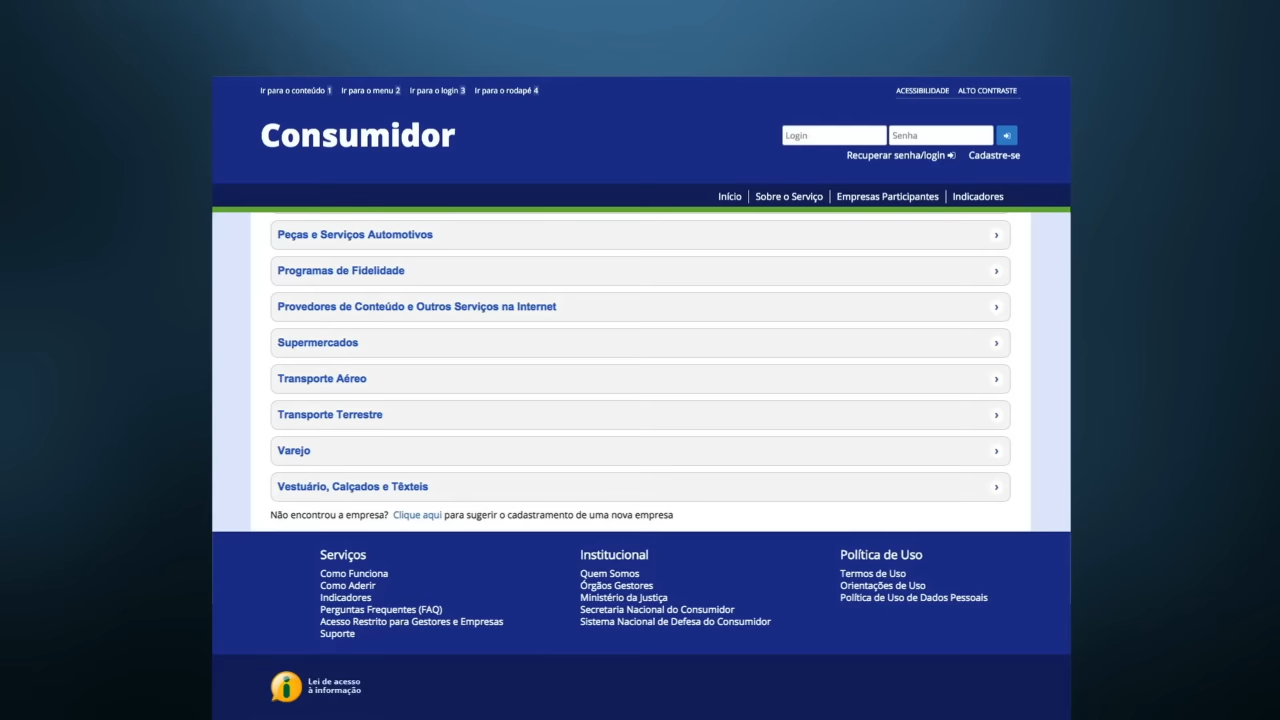 Ir para o conteúdo 1 Ir para o menu 2 Ir para o login 3 Ir para o rodapé 4
ACESSIBILIDADE ALTO CONTRASTE
Consumidor
Login Senha
Recuperar senha/login Cadastre-se
Início Sobre o Serviço Empresas Participantes Indicadores
Peças e Serviços Automotivos
Programas de Fidelidade
Provedores de Conteúdo e Outros Serviços na Internet
Supermercados
Transporte Aéreo
Transporte Terrestre
Varejo
Vestuário, Calçados e Têxteis
Não encontrou a empresa? Clique aqui para sugerir o cadastramento de uma nova empresa
Serviços
Como Funciona
Como Aderir
Indicadores
Perguntas Frequentes (FAQ)
Acesso Restrito para Gestores e Empresas
Suporte
Institucional
Quem Somos
Órgãos Gestores
Ministério da Justiça
Secretaria Nacional do Consumidor
Sistema Nacional de Defesa do Consumidor
Política de Uso
Termos de Uso
Orientações de Uso
Política de Uso de Dados Pessoais
Lei de acesso
à informação